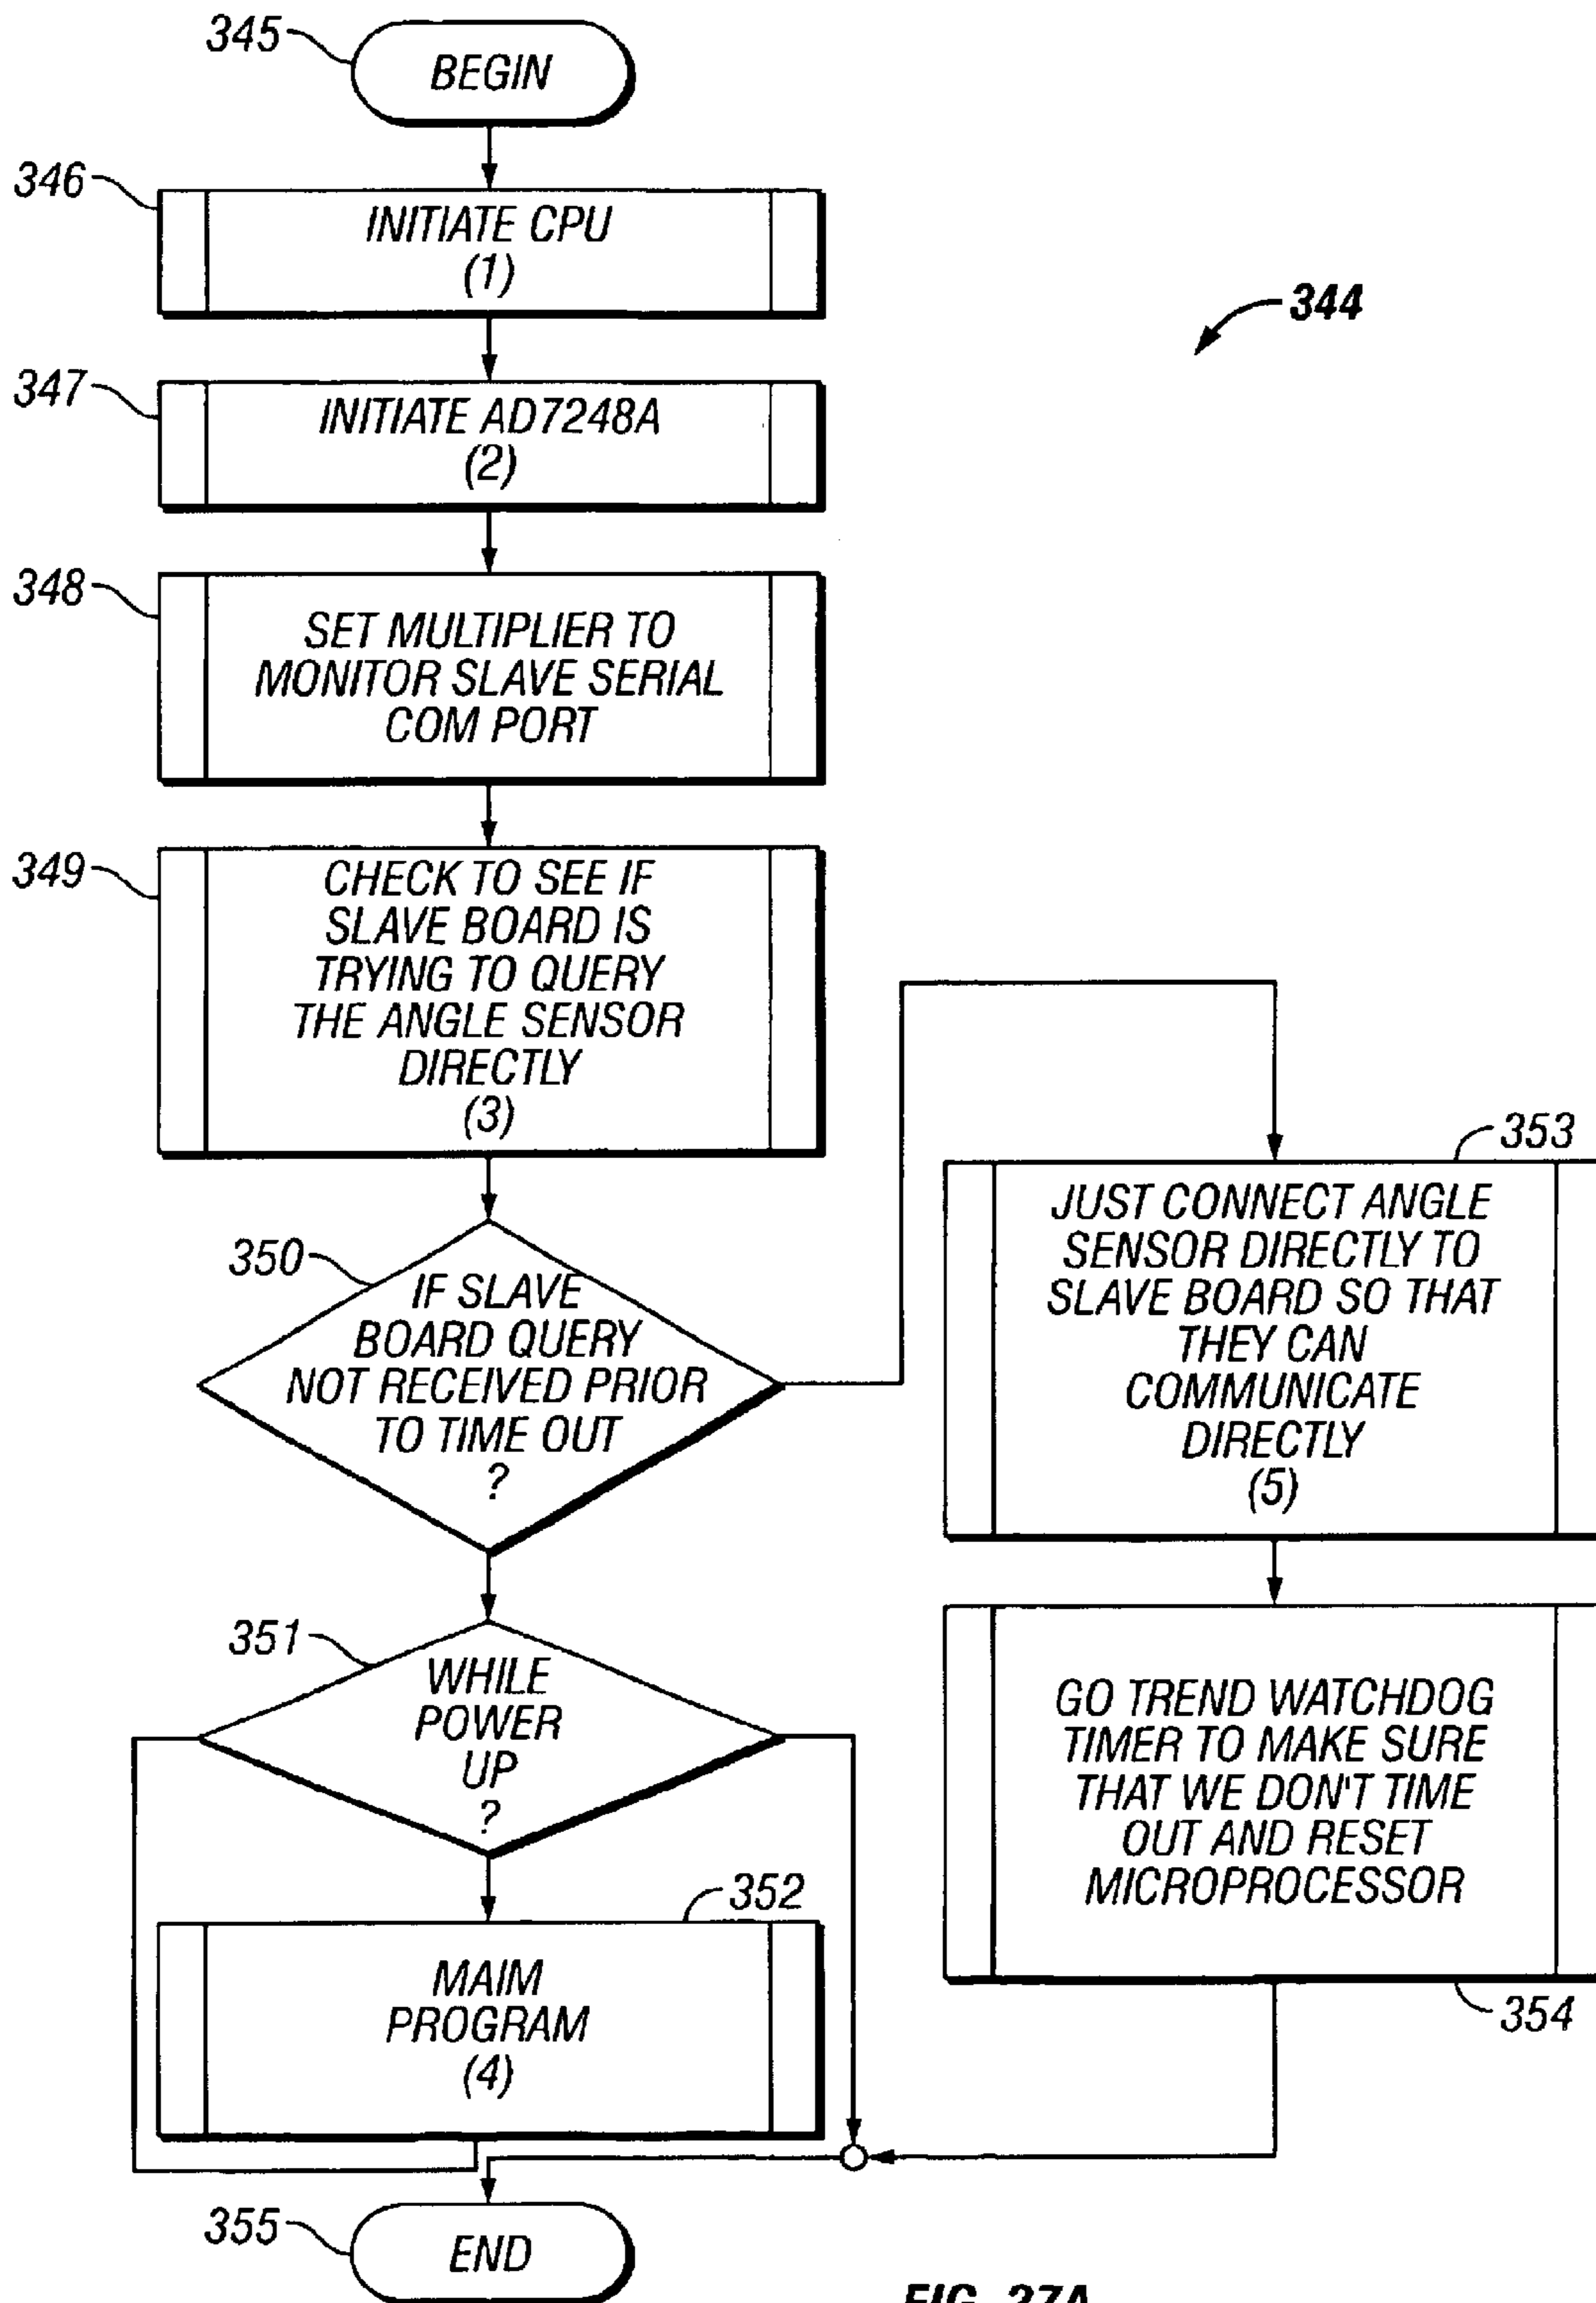 345
BEGIN
346
INITIATE CPU
(1)
344
347
INITIATE AD7248A
(2)
348
SET MULTIPLIER TO
MONITOR SLAVE SERIAL
COM PORT
349
CHECK TO SEE IF
SLAVE BOARD IS
TRYING TO QUERY
THE ANGLE SENSOR
DIRECTLY
(3)
350
IF SLAVE
BOARD QUERY
NOT RECEIVED PRIOR
TO TIME OUT
?
353
JUST CONNECT ANGLE
SENSOR DIRECTLY TO
SLAVE BOARD SO THAT
THEY CAN
COMMUNICATE
DIRECTLY
(5)
351
WHILE
POWER
UP
?
354
GO TREND WATCHDOG
TIMER TO MAKE SURE
THAT WE DON'T TIME
OUT AND RESET
MICROPROCESSOR
352
MAIM
PROGRAM
(4)
355
END
FIG. 37A